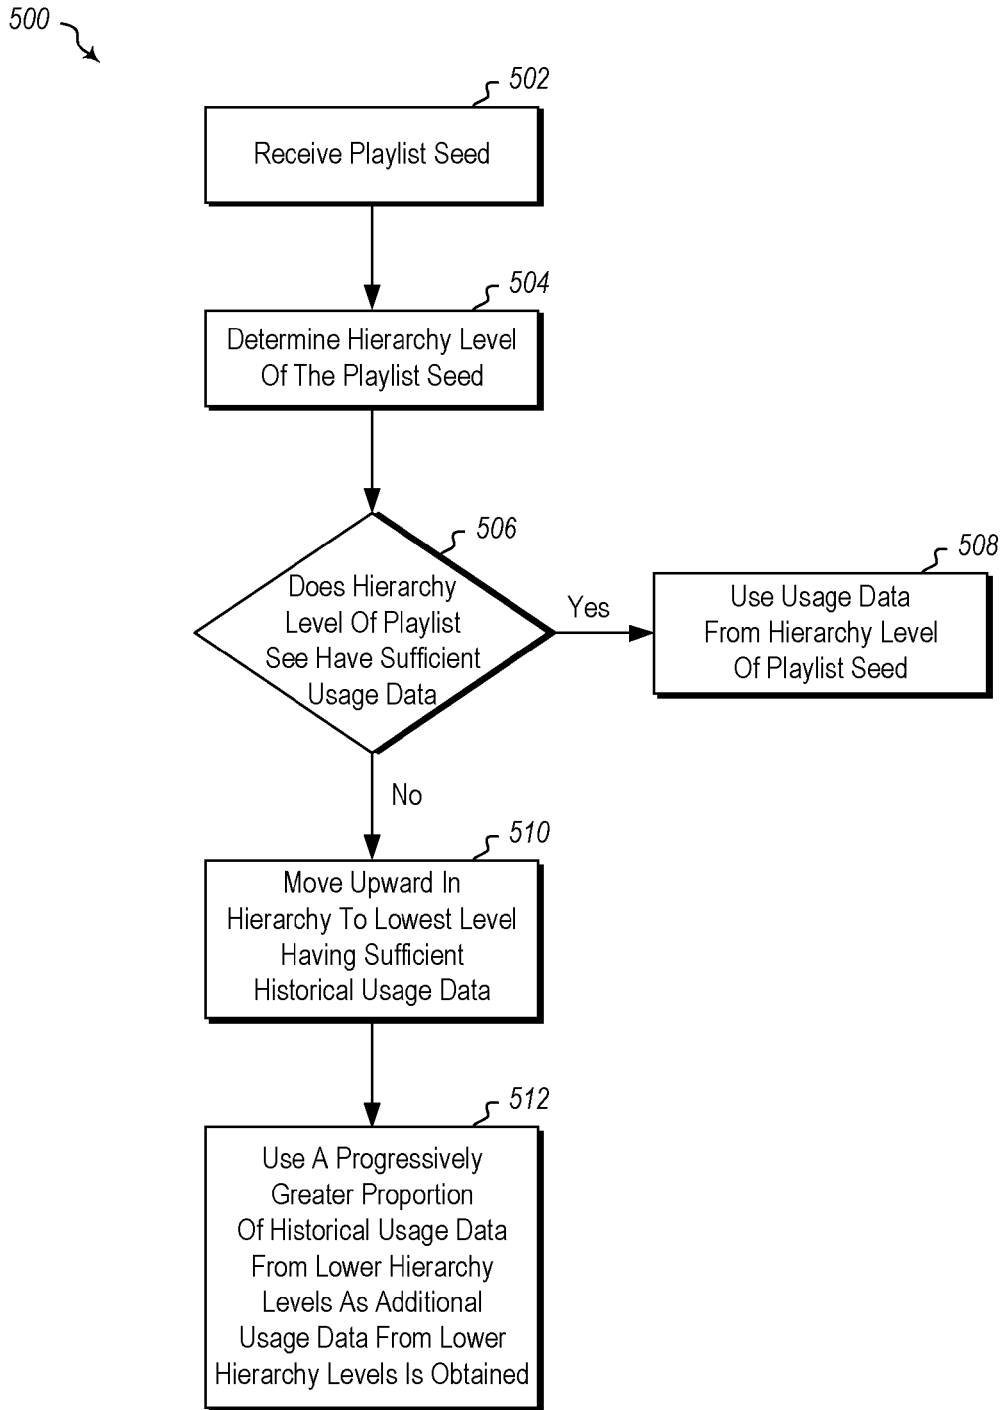 500
502
Receive Playlist Seed
504
Determine Hierarchy Level
Of The Playlist Seed
506
Does Hierarchy
Level Of Playlist
See Have Sufficient
Usage Data
Yes
508
Use Usage Data
From Hierarchy Level
Of Playlist Seed
No
510
Move Upward In
Hierarchy To Lowest Level
Having Sufficient
Historical Usage Data
512
Use A Progressively
Greater Proportion
Of Historical Usage Data
From Lower Hierarchy
Levels As Additional
Usage Data From Lower
Hierarchy Levels Is Obtained